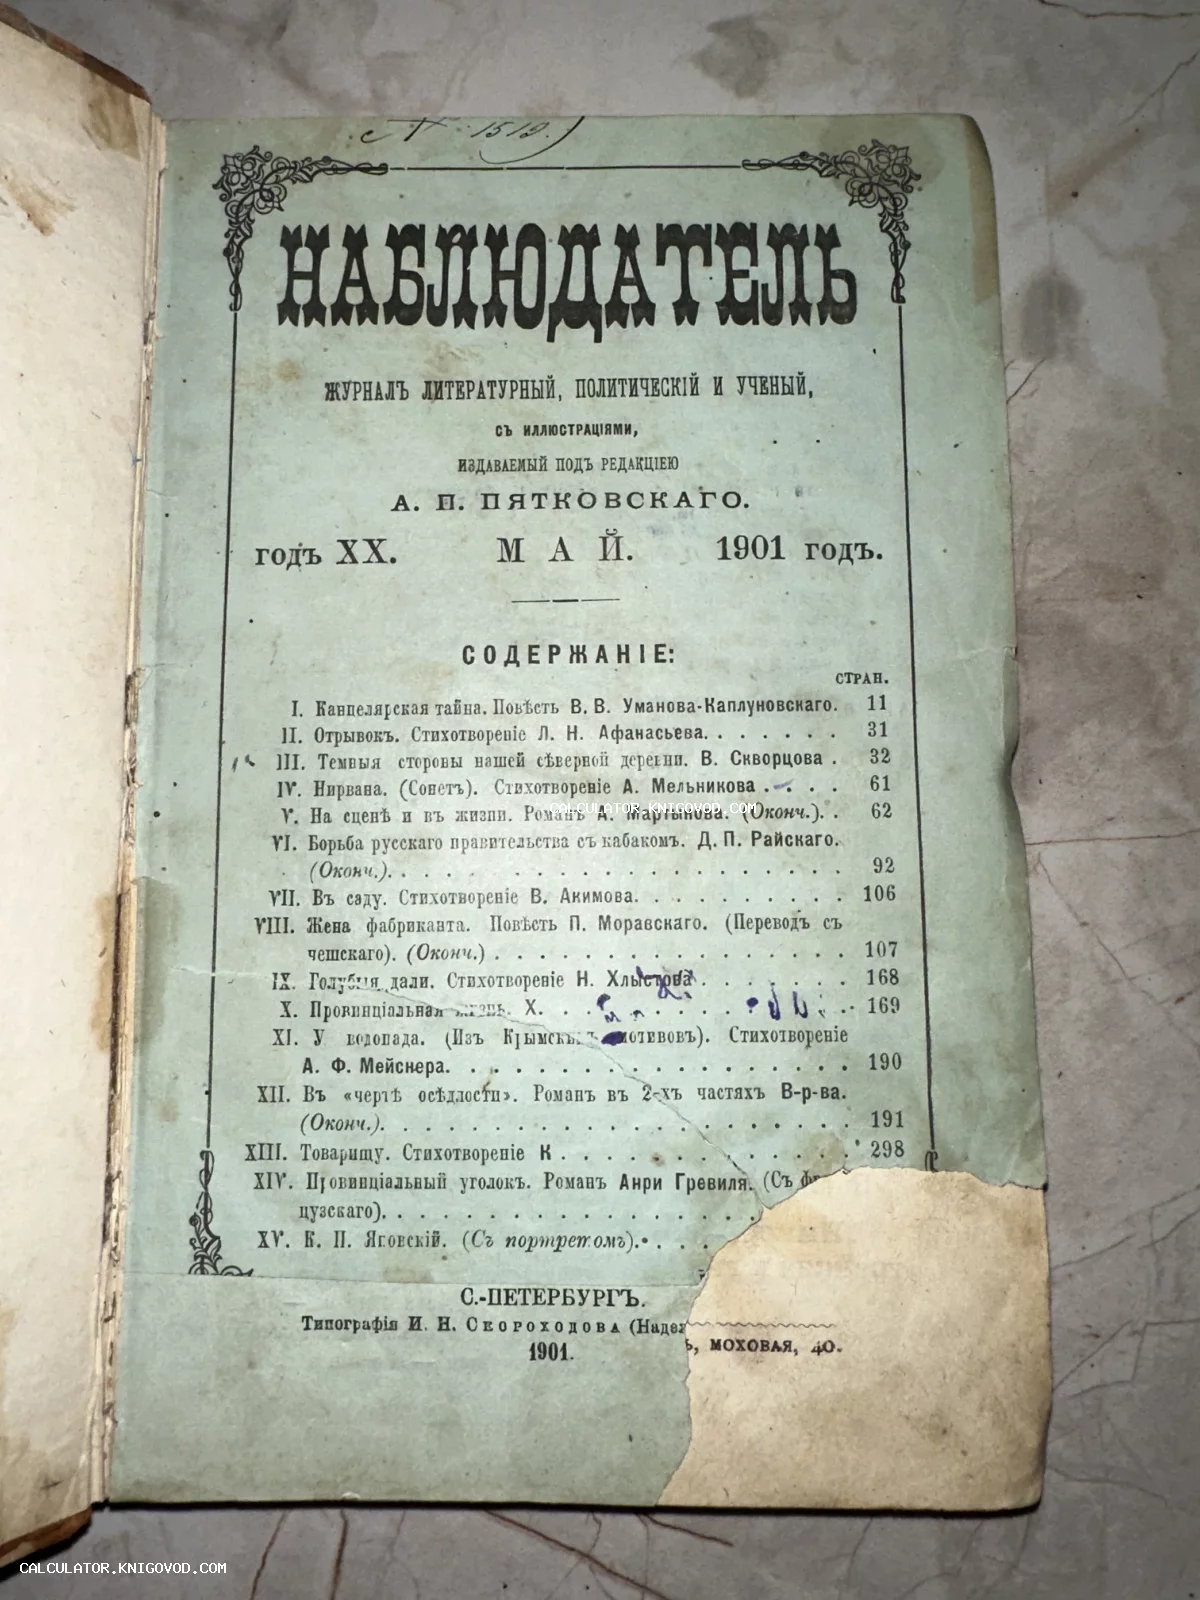 № 1519.
НАБЛЮДАТЕЛЬ
ЖУРНАЛЪ ЛИТЕРАТУРНЫЙ, ПОЛИТИЧЕСКІЙ И УЧЕНЫЙ,
СЪ ИЛЛЮСТРАЦІЯМИ,
ИЗДАВАЕМЫЙ ПОДЪ РЕДАКЦІЕЮ
А. П. ПЯТКОВСКАГО.
годъ XX. МАЙ. 1901 годъ.
СОДЕРЖАНІЕ:
СТРАН.
I. Канцелярская тайна. Повѣсть В. В. Уманова-Каплуновскаго. 11
II. Отрывокъ. Стихотвореніе Л. Н. Афанасьева. . . . . . . 31
III. Темныя стороны нашей сѣверной деревни. В. Скворцова . 32
IV. Нирвана. (Сонетъ). Стихотвореніе А. Мельникова . . . . 61
V. На сценѣ и въ жизни. Романъ А. Мартынова. (Оконч.). . 62
VI. Борьба русскаго правительства съ кабакомъ. Д. П. Райскаго.
(Оконч.). . . . . . . . . . . . . . . . . . . . 92
VII. Въ саду. Стихотвореніе В. Акимова. . . . . . . . . . 106
VIII. Жена фабриканта. Повѣсть П. Моравскаго. (Переводъ съ
чешскаго). (Оконч.) . . . . . . . . . . . . . . . 107
IX. Голубыя дали. Стихотвореніе Н. Хлыстова . . . . . . . 168
X. Провинціальная жизнь. Х. . . . . . . . . . . . . 169
XI. У водопада. (Изъ Крымскихъ мотивовъ). Стихотвореніе
А. Ф. Мейснера. . . . . . . . . . . . . . . . . . 190
XII. Въ «чертѣ осѣдлости». Романъ въ 2-хъ частяхъ В-р-ва.
(Оконч.). . . . . . . . . . . . . . . . . . . . . 191
XIII. Товарищу. Стихотвореніе К . . . . . . . . . . . . . 298
XIV. Провинціальный уголокъ. Романъ Анри Гревиля. (Съ ф
цузскаго). . . . . . . . . . . . . . . . .
XV. К. П. Яновскій. (Съ портретомъ). . . . .
С.-ПЕТЕРБУРГЪ.
Типографія И. Н. Скороходова (Надеж
Ь, МОХОВАЯ, 40.
1901.
CALCULATOR.KNIGOVOD.COM
CALCULATOR.KNIGOVOD.COM